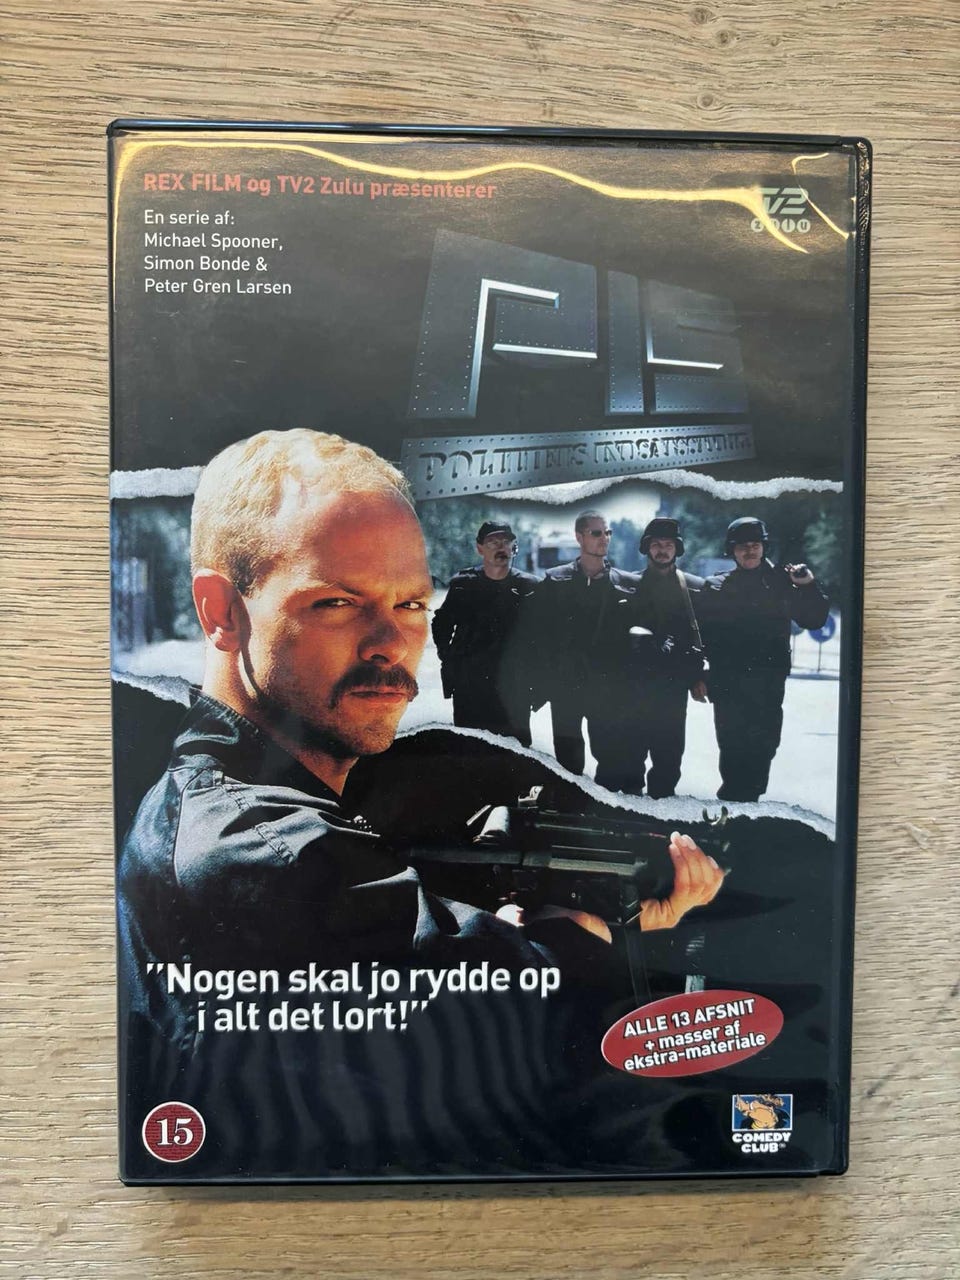 REX FILM og TV2 Zulu præsenterer
TV2
ZULU
En serie af:
Michael Spooner,
Simon Bonde &
Peter Gren Larsen
PIS
POLITIETS INDSATSSTYRKE
"Nogen skal jo rydde op
i alt det lort!"
ALLE 13 AFSNIT
+ masser af
ekstra-materiale
15
COMEDY
CLUB